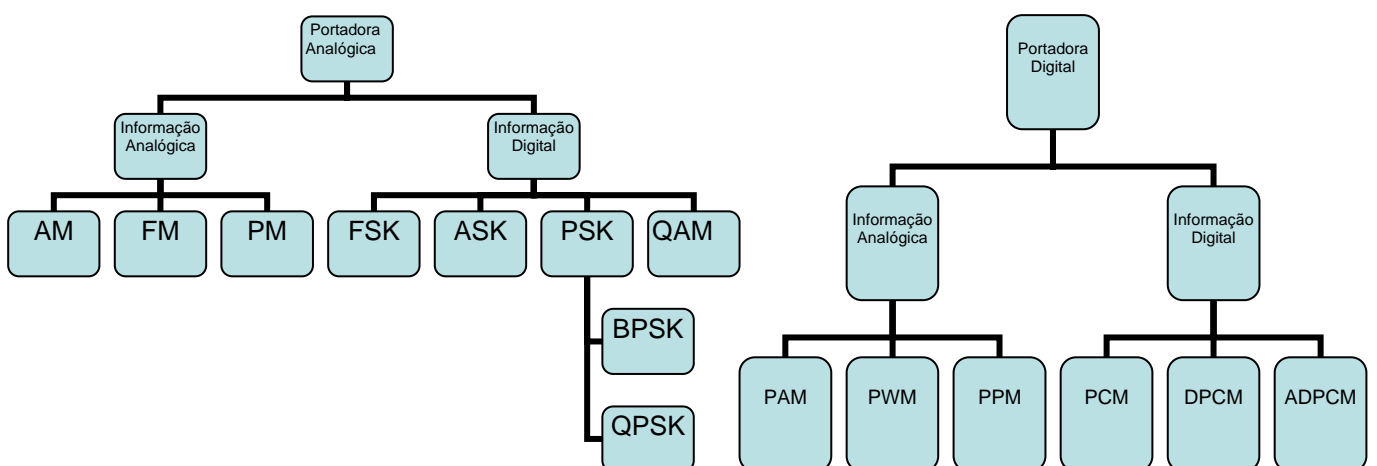 Portadora
Analógica
Informação
Analógica
Informação
Digital
AM
FM
PM
FSK
ASK
PSK
QAM
BPSK
QPSK
Portadora
Digital
Informação
Analógica
Informação
Digital
PAM
PWM
PPM
PCM
DPCM
ADPCM